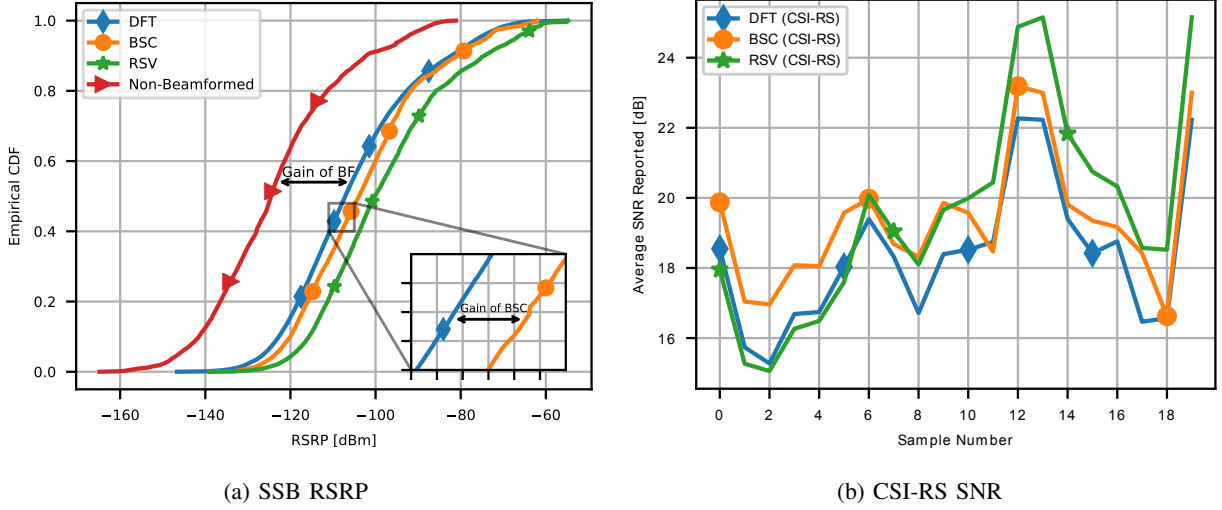 DFT
BSC
RSV
Non-Beamformed
1.0
0.8
0.6
0.4
0.2
0.0
Empirical CDF
Gain of BF
Gain of BSC
−160
−140
−120
−100
−80
−60
RSRP [dBm]
(a) SSB RSRP
DFT (CSI-RS)
BSC (CSI-RS)
RSV (CSI-RS)
24
22
20
18
16
Average SNR Reported [dB]
0
2
4
6
8
10
12
14
16
18
Sample Number
(b) CSI-RS SNR